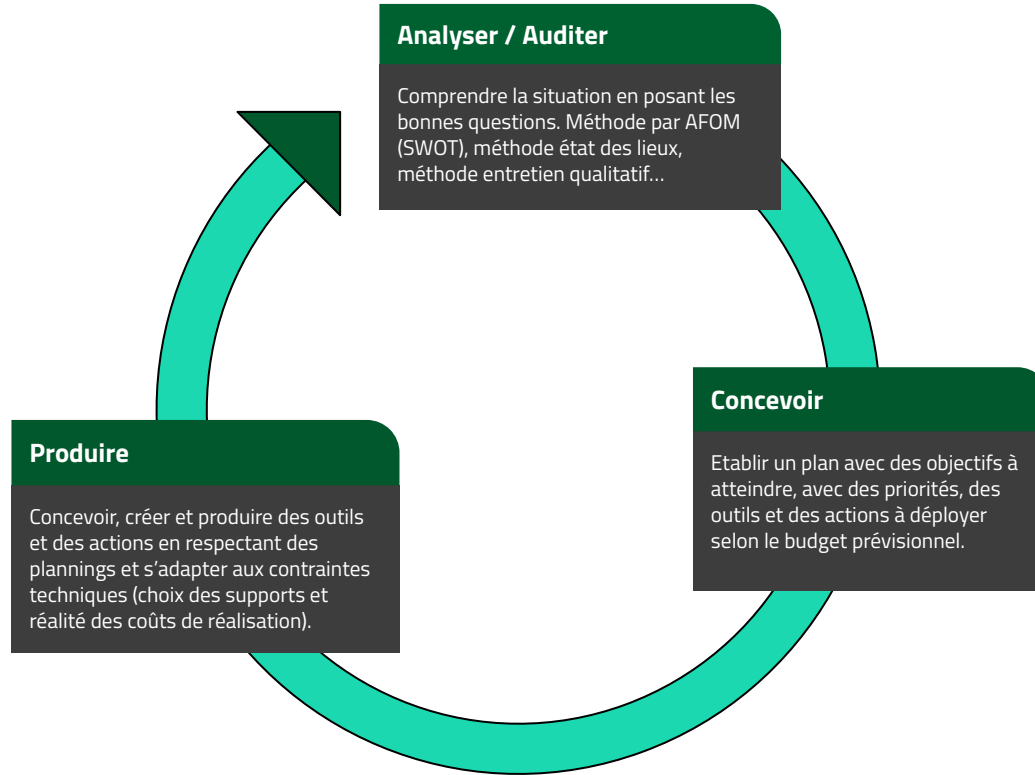 Analyser / Auditer
Comprendre la situation en posant les
bonnes questions. Méthode par AFOM
(SWOT), méthode état des lieux,
méthode entretien qualitatif…
Concevoir
Etablir un plan avec des objectifs à
atteindre, avec des priorités, des
outils et des actions à déployer
selon le budget prévisionnel.
Produire
Concevoir, créer et produire des outils
et des actions en respectant des
plannings et s’adapter aux contraintes
techniques (choix des supports et
réalité des coûts de réalisation).